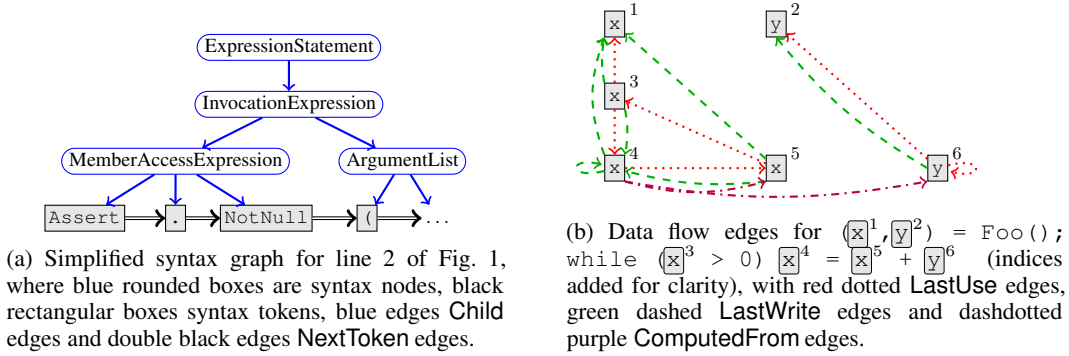 ExpressionStatement
InvocationExpression
MemberAccessExpression ArgumentList
Assert . NotNull ( ...
(a) Simplified syntax graph for line 2 of Fig. 1,
where blue rounded boxes are syntax nodes, black
rectangular boxes syntax tokens, blue edges Child
edges and double black edges NextToken edges.
x 1 y 2
x 3
x 4 x 5 y 6
(b) Data flow edges for (x1,y2) = Foo();
while (x3 > 0) x4 = x5 + y6 (indices
added for clarity), with red dotted LastUse edges,
green dashed LastWrite edges and dashdotted
purple ComputedFrom edges.